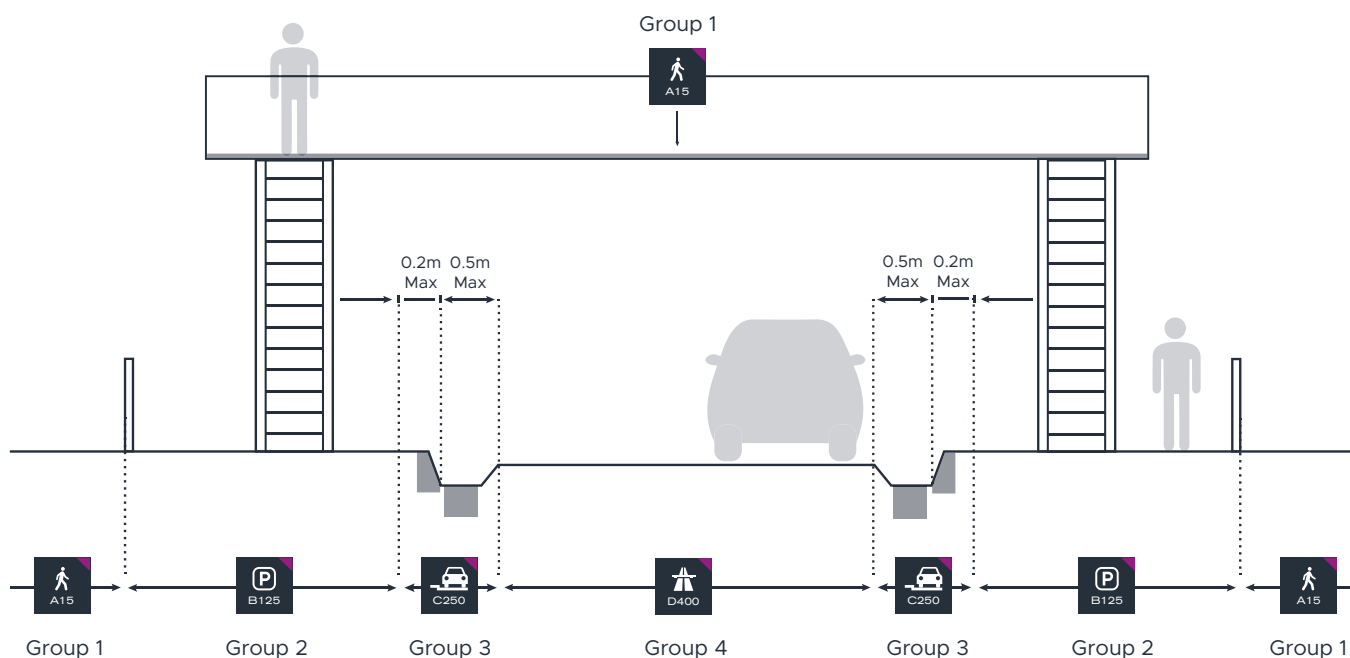 Group 1
A15
0.2m 0.5m
Max Max
0.5m 0.2m
Max Max
P
P
A15
B125
C250
D400
C250
B125
A15
Group 1
Group 2
Group 3
Group 4
Group 3
Group 2
Group 1